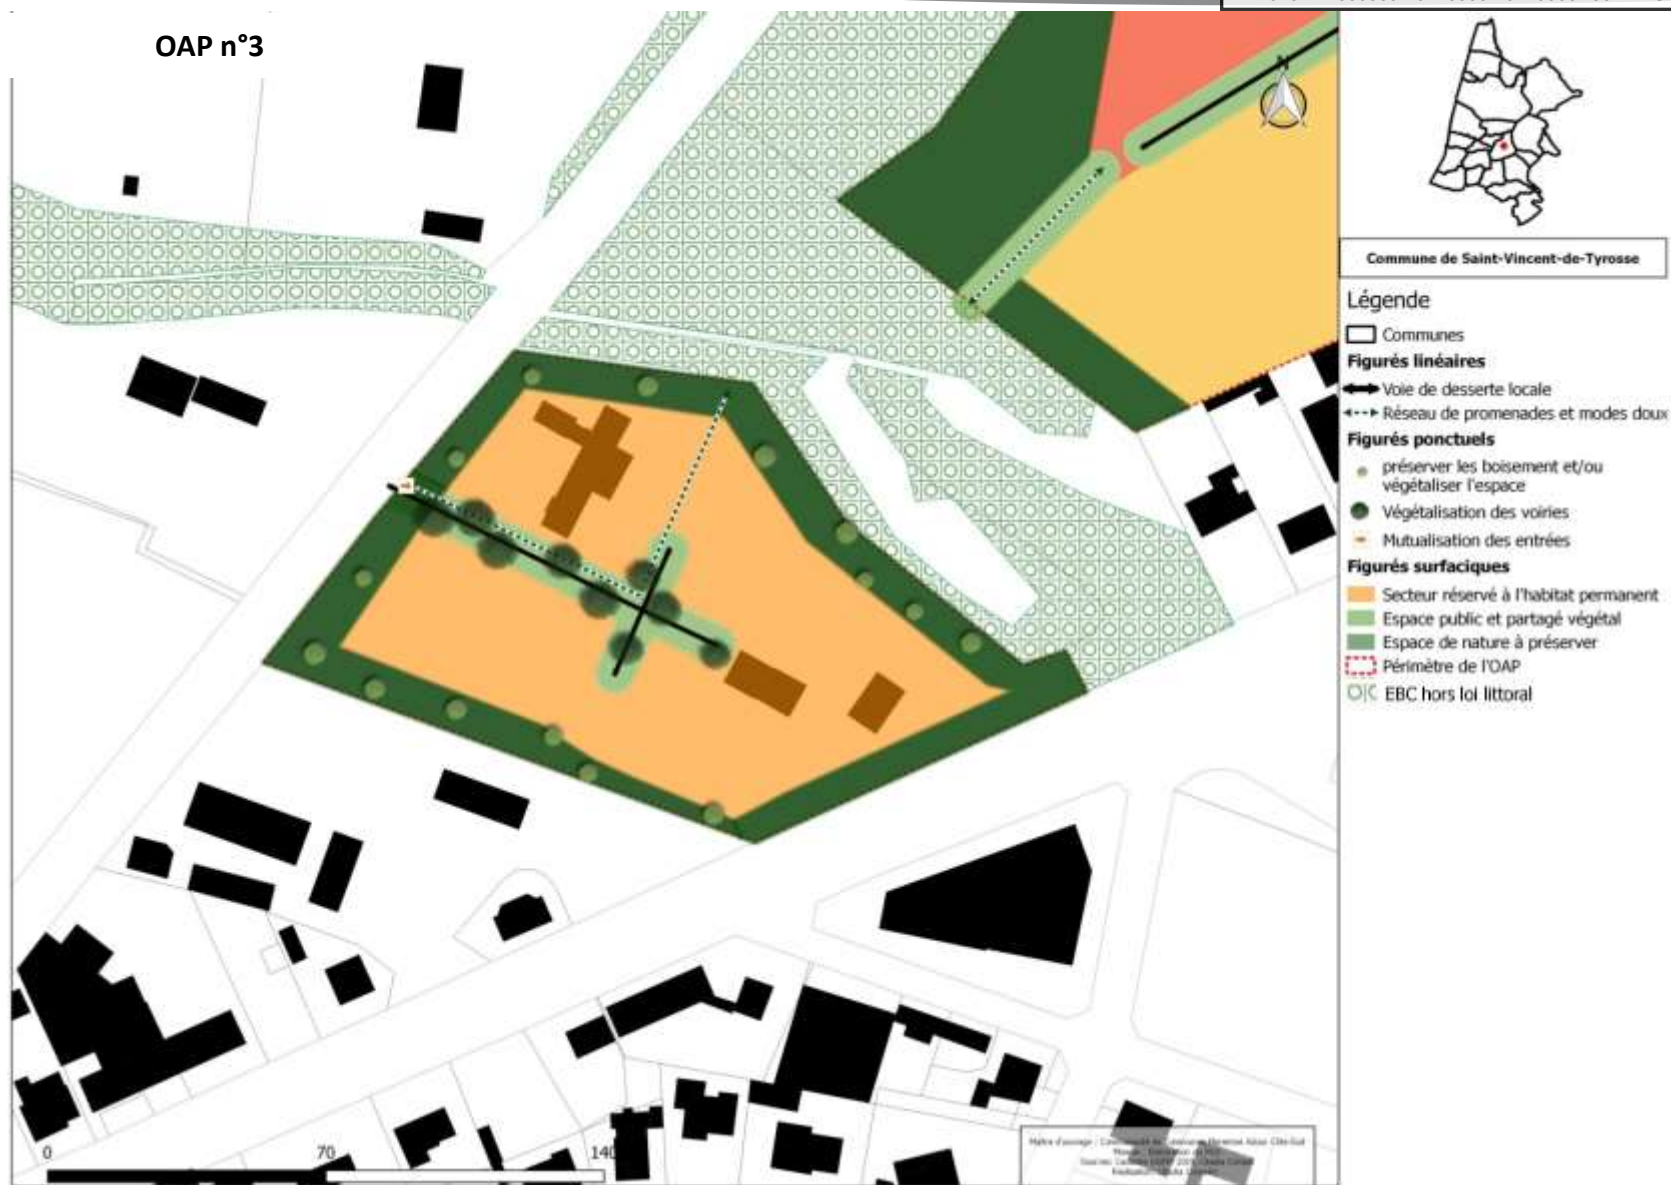 OAP n°3
N
Commune de Saint-Vincent-de-Tyrosse
Légende
Communes
Figurés linéaires
Voie de desserte locale
Réseau de promenades et modes doux
Figurés ponctuels
préserver les boisement et/ou
végétaliser l'espace
Végétalisation des voiries
Mutualisation des entrées
Figurés surfaciques
Secteur réservé à l'habitat permanent
Espace public et partagé végétal
Espace de nature à préserver
Périmètre de l'OAP
EBC hors loi littoral
0 70 140